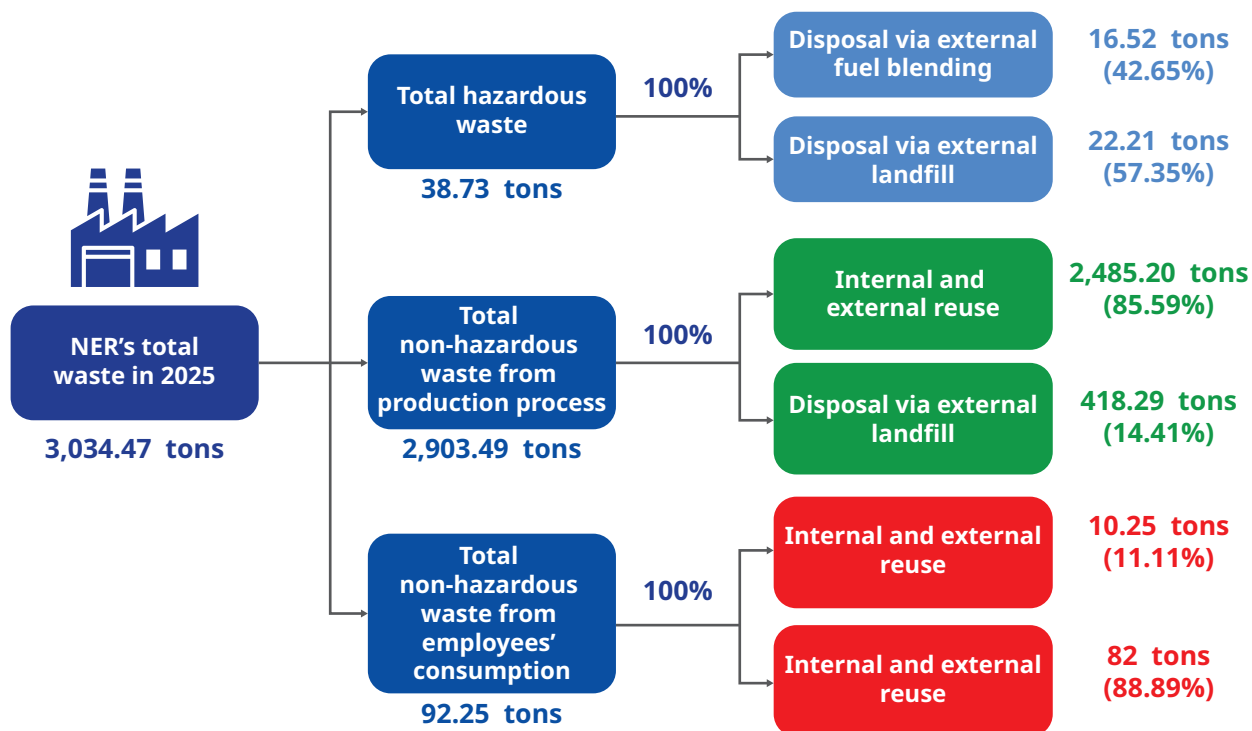 NER’s total
waste in 2025
3,034.47 tons
Total hazardous
waste
38.73 tons
100%
Disposal via external
fuel blending
16.52 tons
(42.65%)
Disposal via external
landfill
22.21 tons
(57.35%)
Total
non-hazardous
waste from
production process
2,903.49 tons
100%
Internal and
external reuse
2,485.20 tons
(85.59%)
Disposal via external
landfill
418.29 tons
(14.41%)
Total
non-hazardous
waste from
employees’
consumption
92.25 tons
100%
Internal and external
reuse
10.25 tons
(11.11%)
Internal and external
reuse
82 tons
(88.89%)